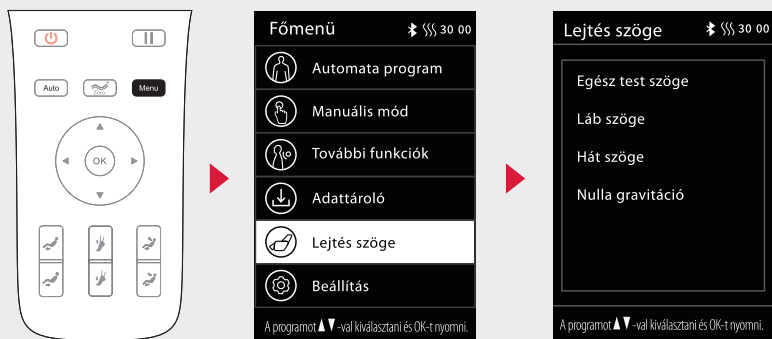 Auto
Zero
Menu
OK
Főmenü
30 00
Automata program
Manuális mód
További funkciók
Adattároló
Lejtés szöge
Beállítás
A programot▲▼-val kiválasztani és OK-t nyomni.
Lejtés szöge
30 00
Egész test szöge
Láb szöge
Hát szöge
Nulla gravitáció
A programot▲▼-val kiválasztani és OK-t nyomni.